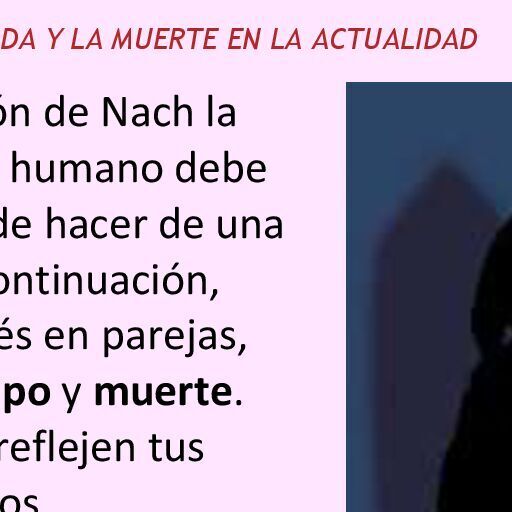 DA Y LA MUERTE EN LA ACTUALIDAD
ón de Nach la
humano debe
de hacer de una
ontinuación,
és en parejas,
po y muerte.
reflejen tus
os